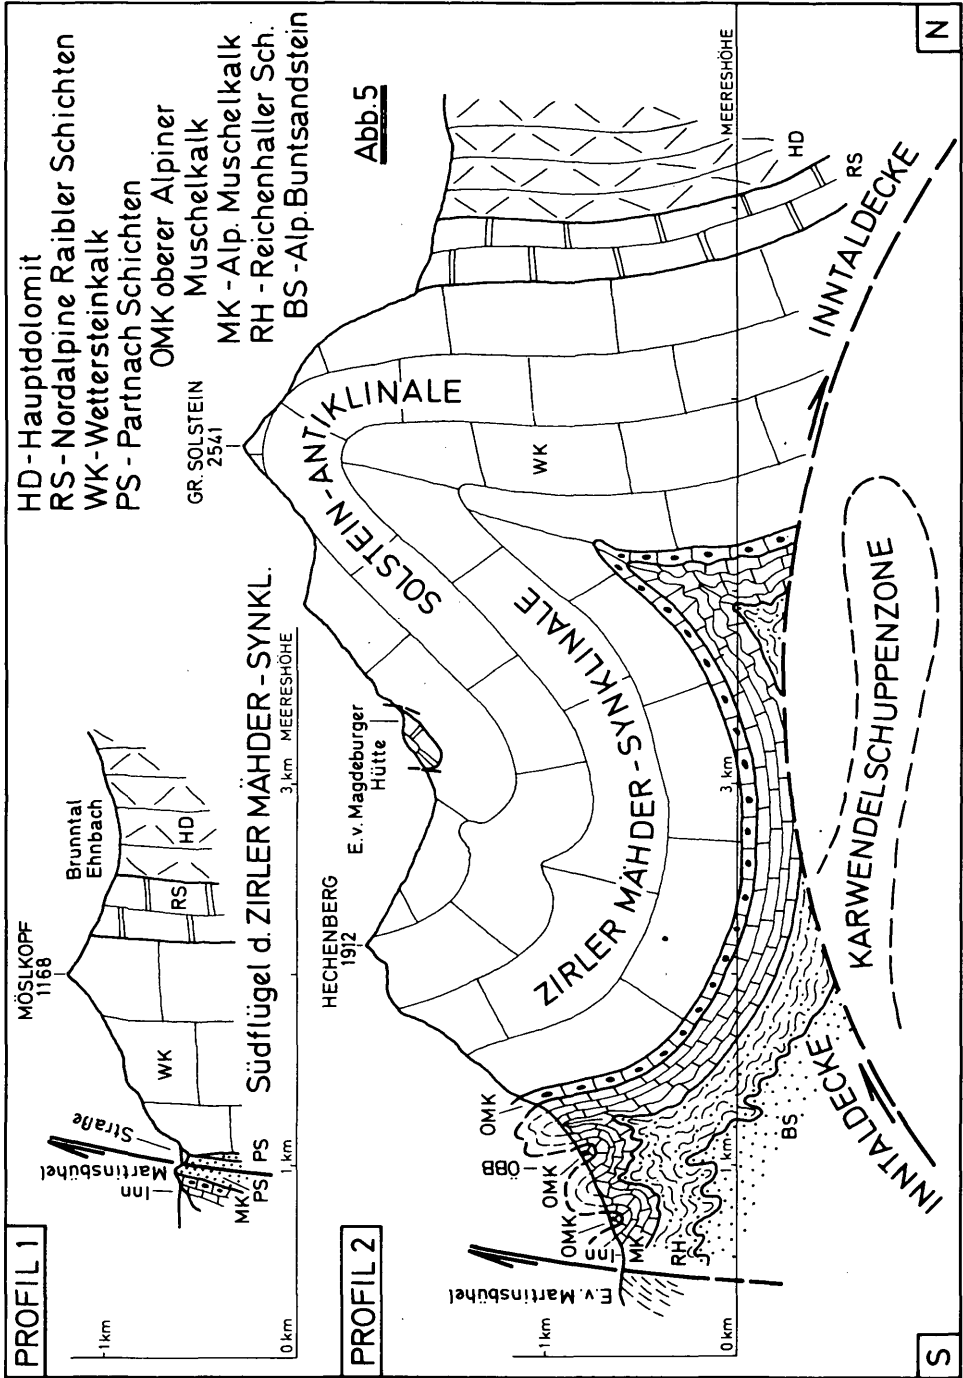 PROFIL 1
HD-Hauptdolomit
RS-Nordalpine Raibler Schichten
WK-Wettersteinkalk
PS-Partnach Schichten
OMK oberer Alpiner
Muschelkalk
MK-Alp. Muschelkalk
RH-Reichenhaller Sch.
BS-Alp. Buntsandstein
Abb.5
MÖSLKOPF
1168
Brunntal
Ehnbach
Straße
Martinsbühel
Inn
WK
RS
HD
MK
PS
PS
1km
0km
1km
3km
MEERESHÖHE
Südflügel d. ZIRLER MÄHDER-SYNKL.
PROFIL 2
GR. SOLSTEIN
2541
HECHENBERG
1912
E.v. Magdeburger
Hütte
SOLSTEIN-ANTIKLINALE
ZIRLER MÄHDER-SYNKLINALE
WK
OMK
ÖBB
OMK
OMK
Inn
MK
RH
E.v. Martinsbühel
1km
0km
1km
3km
MEERESHÖHE
HD
RS
BS
INNTALDECKE
INNTALDECKE
KARWENDELSCHUPPENZONE
S
N